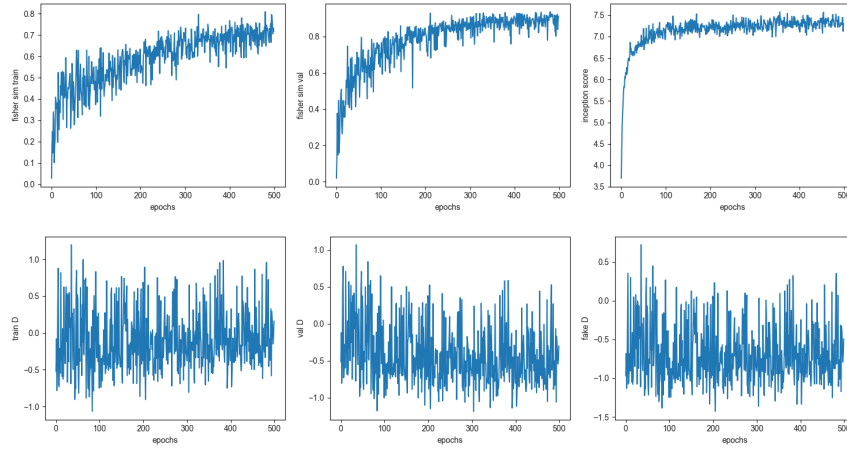 fisher sim train
0.8
0.7
0.6
0.5
0.4
0.3
0.2
0.1
0.0
0 100 200 300 400 500
epochs
fisher sim val
0.8
0.6
0.4
0.2
0.0
0 100 200 300 400 500
epochs
inception score
7.5
7.0
6.5
6.0
5.5
5.0
4.5
4.0
3.5
0 100 200 300 400 500
epochs
train D
1.0
0.5
0.0
−0.5
−1.0
0 100 200 300 400 500
epochs
val D
1.0
0.5
0.0
−0.5
−1.0
0 100 200 300 400 500
epochs
fake D
0.5
0.0
−0.5
−1.0
−1.5
0 100 200 300 400 500
epochs